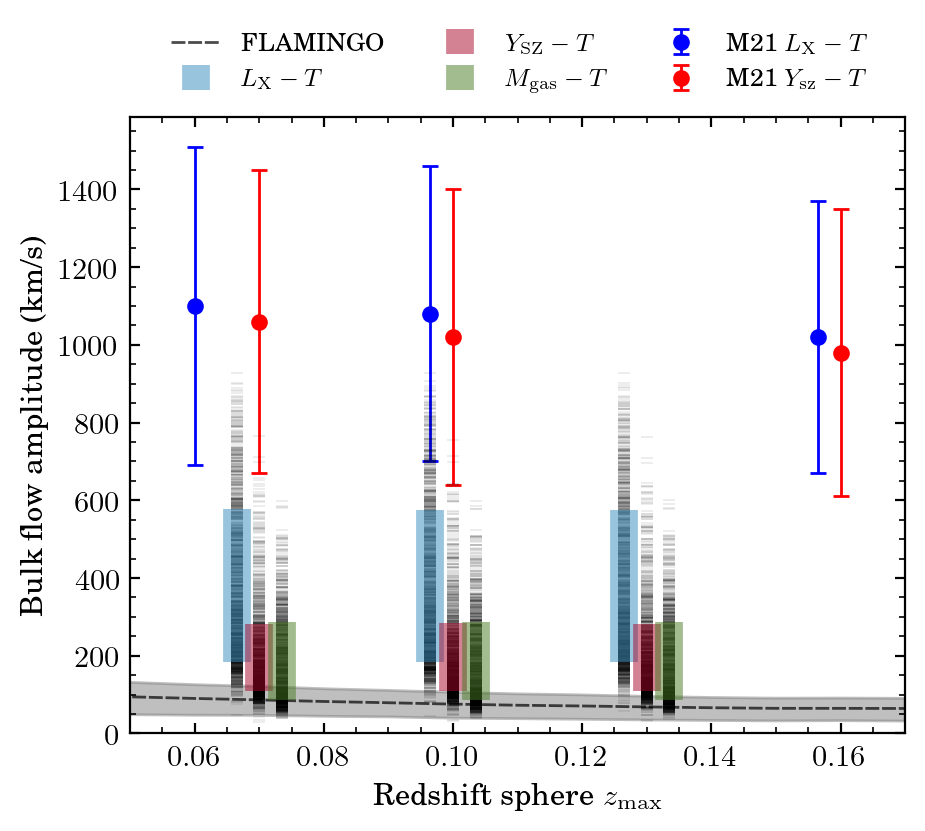 FLAMINGO Y_SZ − T M21 L_X − T
L_X − T M_gas − T M21 Y_sz − T
1400
1200
1000
800
600
400
200
0
Bulk flow amplitude (km/s)
0.06 0.08 0.10 0.12 0.14 0.16
Redshift sphere z_max